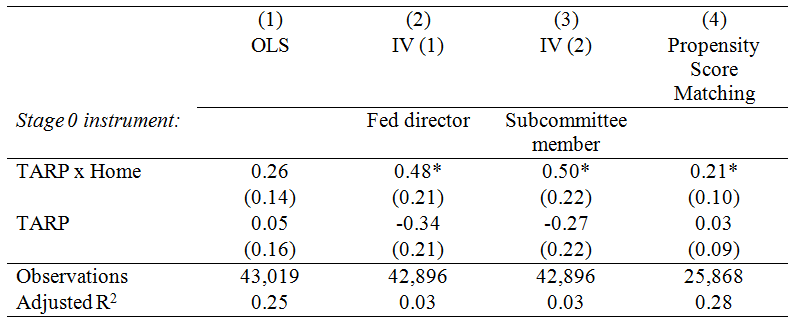 (1) (2) (3) (4)
OLS IV (1) IV (2) Propensity
Score
Matching
Stage 0 instrument: Fed director Subcommittee
member
TARP x Home 0.26 0.48* 0.50* 0.21*
(0.14) (0.21) (0.22) (0.10)
TARP 0.05 -0.34 -0.27 0.03
(0.16) (0.21) (0.22) (0.09)
Observations 43,019 42,896 42,896 25,868
Adjusted R2 0.25 0.03 0.03 0.28